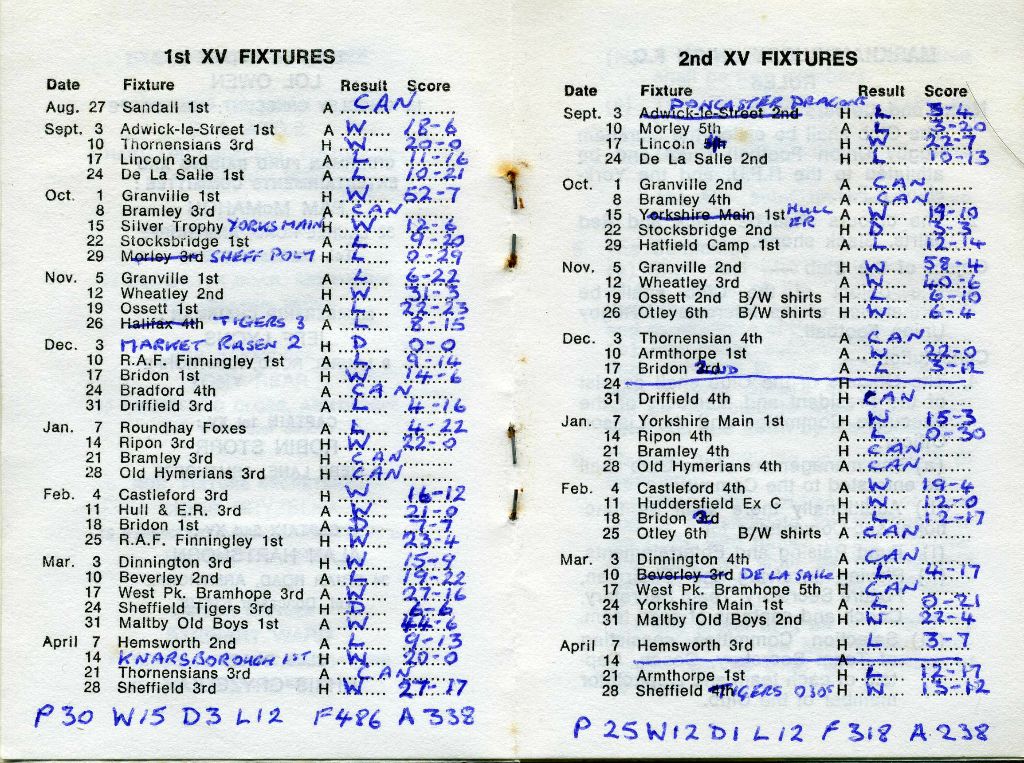 1st XV FIXTURES
Date Fixture Result Score
Aug. 27 Sandall 1st A CAN
Sept. 3 Adwick-le-Street 1st A W 18-6
10 Thornensians 3rd H W 20-0
17 Lincoln 3rd A L 11-16
24 De La Salle 1st A L 10-21
Oct. 1 Granville 1st H W 52-7
8 Bramley 3rd A CAN
15 Silver Trophy YORKS MAIN H W 12-6
22 Stocksbridge 1st A L 9-20
29 Morley 3rd SHEFF POLY H L 0-29
Nov. 5 Granville 1st A L 6-22
12 Wheatley 2nd H W 31-3
19 Ossett 1st A L 22-23
26 Halifax 4th TIGERS 3 A L 8-15
Dec. 3 MARKET RASEN 2 H D 0-0
10 R.A.F. Finningley 1st A L 9-14
17 Bridon 1st H W 14-6
24 Bradford 4th A CAN
31 Driffield 3rd A L 4-16
Jan. 7 Roundhay Foxes A L 4-22
14 Ripon 3rd H W 22-0
21 Bramley 3rd H CAN
28 Old Hymerians 3rd H CAN
Feb. 4 Castleford 3rd H W 16-12
11 Hull & E.R. 3rd A W 21-0
18 Bridon 1st A D 7-7
25 R.A.F. Finningley 1st H W 23-4
Mar. 3 Dinnington 3rd H W 15-9
10 Beverley 2nd A L 19-22
17 West Pk. Bramhope 3rd A W 27-16
24 Sheffield Tigers 3rd H D 6-6
31 Maltby Old Boys 1st A W 44-6
April 7 Hemsworth 2nd A L 9-13
14 KNARSBOROUGH 1ST H W 20-0
21 Thornensians 3rd A CAN
28 Sheffield 3rd A W 27-17
P 30 W15 D3 L12 F486 A338
2nd XV FIXTURES
Date Fixture Result Score
DONCASTER DRAGONS
Sept. 3 Adwick-le-Street 2nd H L 3-4
10 Morley 5th A L 3-20
17 Lincoln H W 22-7
24 De La Salle 2nd H L 10-13
Oct. 1 Granville 2nd A CAN
8 Bramley 4th A CAN
15 Yorkshire Main 1st HULL ER A W 19-10
22 Stocksbridge 2nd H D 3-3
29 Hatfield Camp 1st A L 12-14
Nov. 5 Granville 2nd H W 58-4
12 Wheatley 3rd A W 40-6
19 Ossett 2nd B/W shirts H L 6-10
26 Otley 6th B/W shirts H W 6-4
Dec. 3 Thornensian 4th A CAN
10 Armthorpe 1st A W 22-0
17 Bridon 2ND A L 3-12
24 H
31 Driffield 4th H CAN
Jan. 7 Yorkshire Main 1st H W 15-3
14 Ripon 4th A L 0-30
21 Bramley 4th H CAN
28 Old Hymerians 4th A CAN
Feb. 4 Castleford 4th A W 19-4
11 Huddersfield Ex C H W 12-0
18 Bridon 2nd H L 12-17
25 Otley 6th B/W shirts A CAN
Mar. 3 Dinnington 4th A CAN
10 Beverley 3rd DE LA SALLE H L 4-17
17 West Pk. Bramhope 5th H CAN
24 Yorkshire Main 1st A L 0-21
31 Maltby Old Boys 2nd H W 22-4
April 7 Hemsworth 3rd H L 3-7
14 A
21 Armthorpe 1st H L 12-17
28 Sheffield 4th TIGERS O30S H W 15-12
P 25 W12 D1 L12 F318 A238